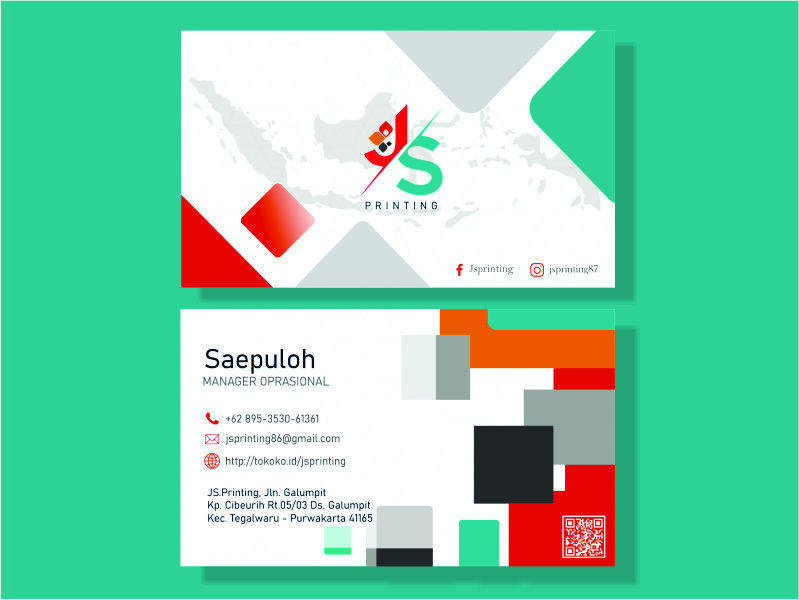 JS
PRINTING
Jsprinting
jsprinting87
Saepuloh
MANAGER OPRASIONAL
+62 895-3530-61361
jsprinting86@gmail.com
http://tokoko.id/jsprinting
JS.Printing, Jln. Galumpit
Kp. Cibeurih Rt.05/03 Ds. Galumpit
Kec. Tegalwaru - Purwakarta 41165